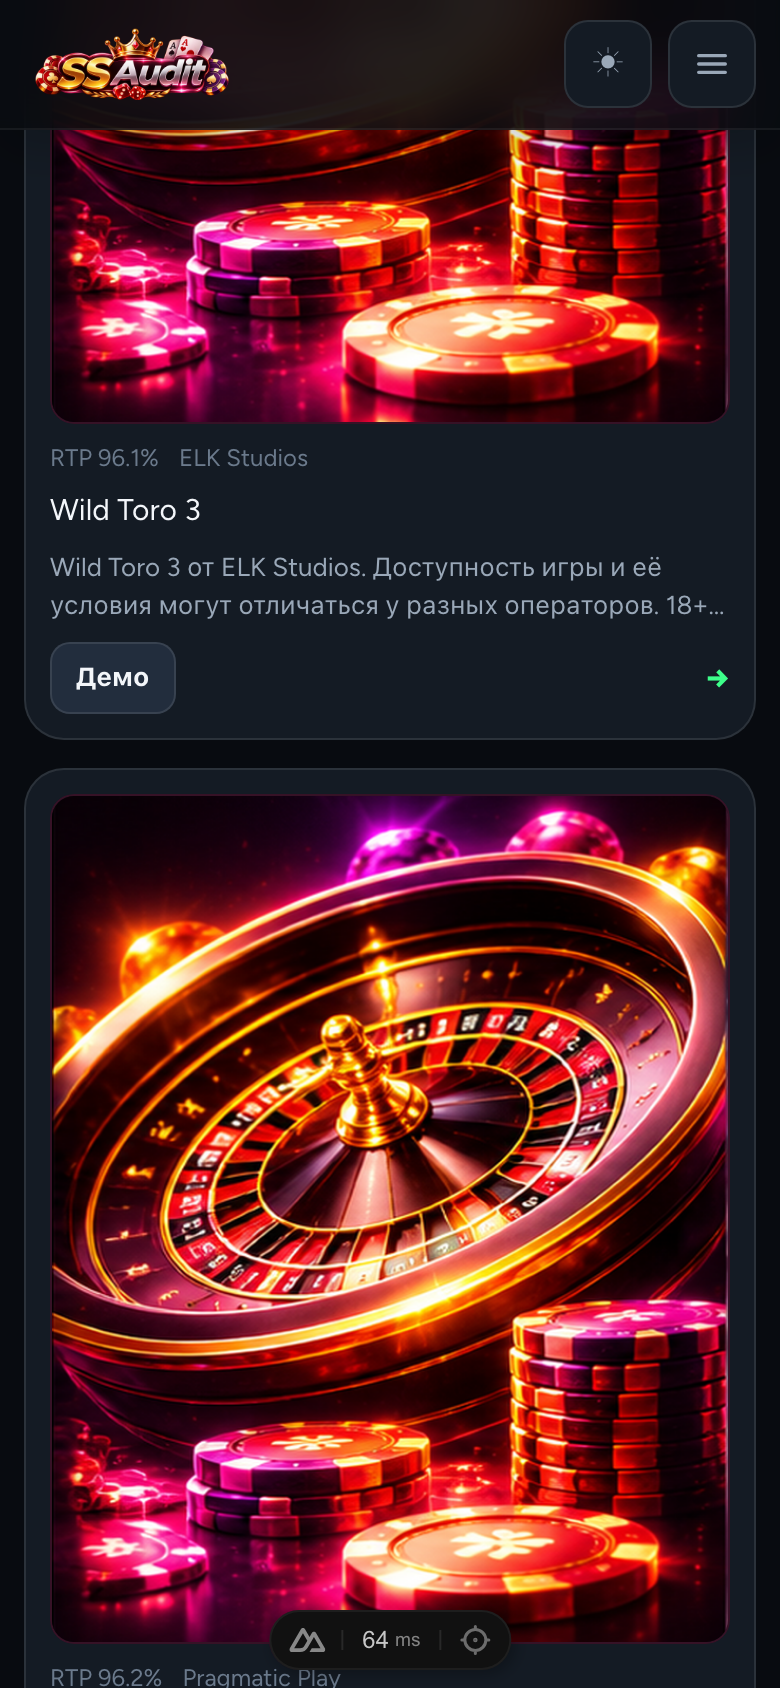 SSAudit
RTP 96.1% ELK Studios
Wild Toro 3
Wild Toro 3 от ELK Studios. Доступность игры и её
условия могут отличаться у разных операторов. 18+...
Демо
64 ms
RTP 96.2% Pragmatic Play